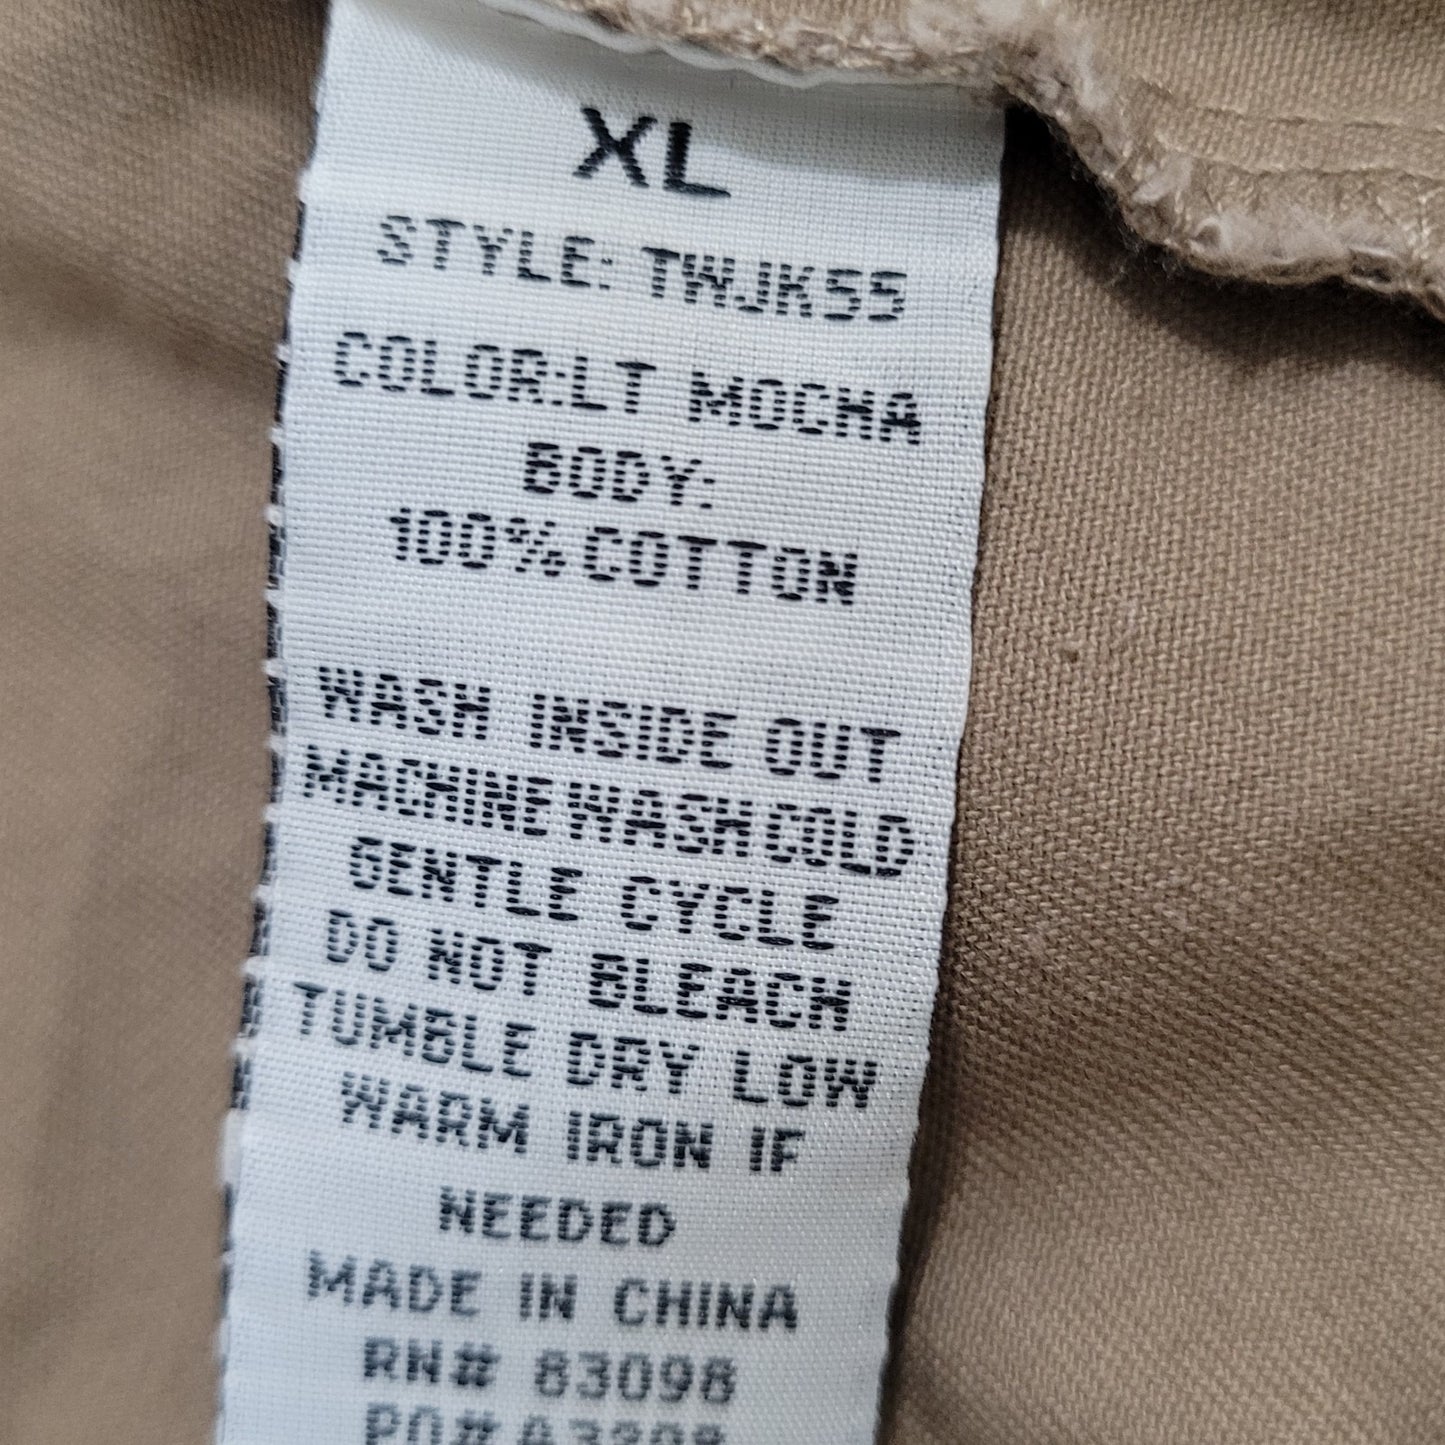 XL
STYLE: TWJK55
COLOR:LT MOCHA
BODY:
100% COTTON
WASH INSIDE OUT
MACHINE WASH COLD
GENTLE CYCLE
DO NOT BLEACH
TUMBLE DRY LOW
WARM IRON IF
NEEDED
MADE IN CHINA
RN# 83098
PO#